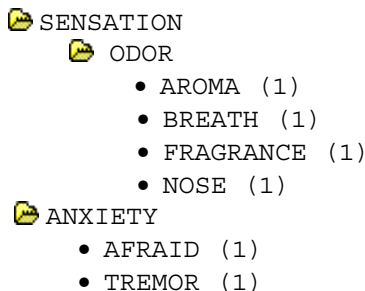 SENSATION
ODOR
• AROMA (1)
• BREATH (1)
• FRAGRANCE (1)
• NOSE (1)
ANXIETY
• AFRAID (1)
• TREMOR (1)